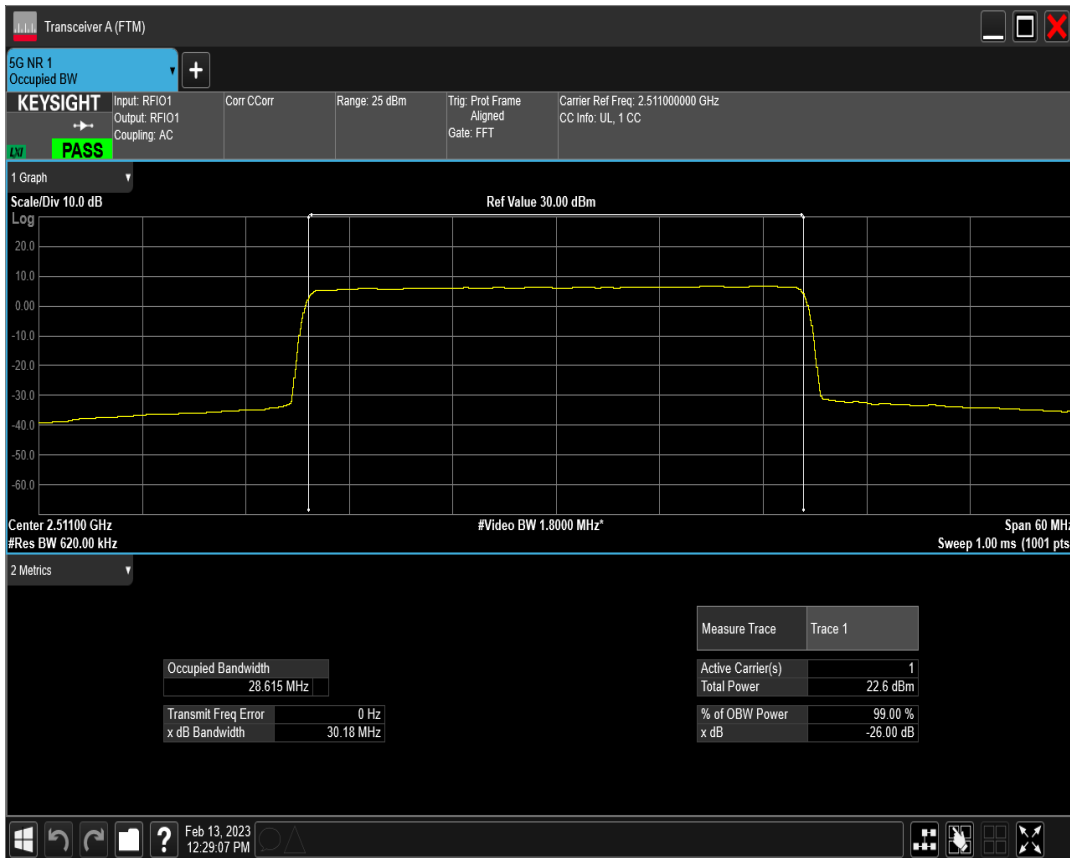 Transceiver A (FTM)
5G NR 1
Occupied BW
+
KEYSIGHT
LXI
PASS
Input: RFIO1
Output: RFIO1
Coupling: AC
Corr CCorr
Range: 25 dBm
Trig: Prot Frame
Aligned
Gate: FFT
Carrier Ref Freq: 2.511000000 GHz
CC Info: UL, 1 CC
1 Graph
Scale/Div 10.0 dB
Ref Value 30.00 dBm
Log
20.0
10.0
0.00
-10.0
-20.0
-30.0
-40.0
-50.0
-60.0
Center 2.51100 GHz
#Video BW 1.8000 MHz*
Span 60 MHz
#Res BW 620.00 kHz
Sweep 1.00 ms (1001 pts
2 Metrics
Measure Trace Trace 1
Occupied Bandwidth
28.615 MHz
Transmit Freq Error 0 Hz
x dB Bandwidth 30.18 MHz
Active Carrier(s) 1
Total Power 22.6 dBm
% of OBW Power 99.00 %
x dB -26.00 dB
?
Feb 13, 2023
12:29:07 PM